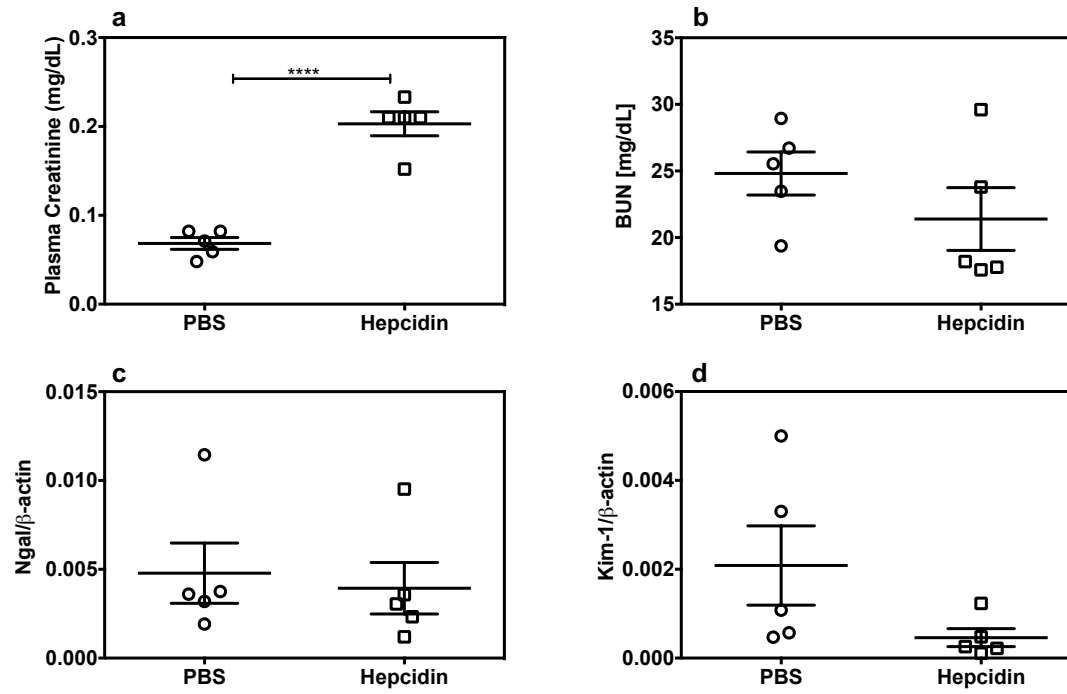 a
Plasma Creatinine (mg/dL)
0.3
0.2
0.1
0.0
****
PBS
Hepcidin
b
BUN [mg/dL]
35
30
25
20
15
PBS
Hepcidin
c
Ngal/β-actin
0.015
0.010
0.005
0.000
PBS
Hepcidin
d
Kim-1/β-actin
0.006
0.004
0.002
0.000
PBS
Hepcidin